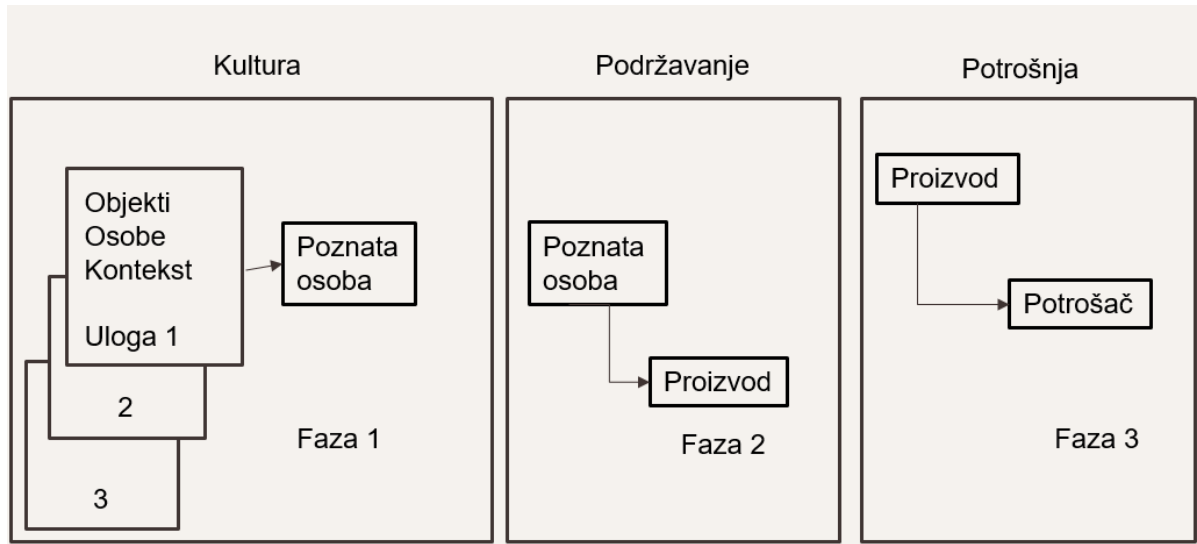 Kultura
Podržavanje
Potrošnja
Objekti
Osobe
Kontekst
Uloga 1
2
3
Poznata
osoba
Faza 1
Poznata
osoba
Proizvod
Faza 2
Proizvod
Potrošač
Faza 3